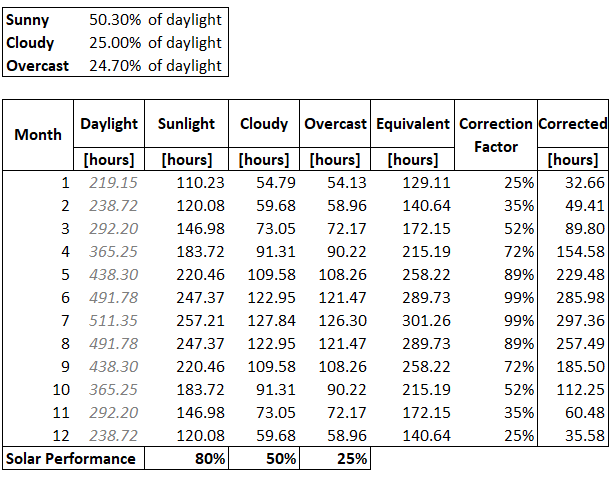 Sunny 50.30% of daylight
Cloudy 25.00% of daylight
Overcast 24.70% of daylight
Month Daylight Sunlight Cloudy Overcast Equivalent Correction Factor Corrected
[hours] [hours] [hours] [hours] [hours] [hours]
1 219.15 110.23 54.79 54.13 129.11 25% 32.66
2 238.72 120.08 59.68 58.96 140.64 35% 49.41
3 292.20 146.98 73.05 72.17 172.15 52% 89.80
4 365.25 183.72 91.31 90.22 215.19 72% 154.58
5 438.30 220.46 109.58 108.26 258.22 89% 229.48
6 491.78 247.37 122.95 121.47 289.73 99% 285.98
7 511.35 257.21 127.84 126.30 301.26 99% 297.36
8 491.78 247.37 122.95 121.47 289.73 89% 257.49
9 438.30 220.46 109.58 108.26 258.22 72% 185.50
10 365.25 183.72 91.31 90.22 215.19 52% 112.25
11 292.20 146.98 73.05 72.17 172.15 35% 60.48
12 238.72 120.08 59.68 58.96 140.64 25% 35.58
Solar Performance 80% 50% 25%